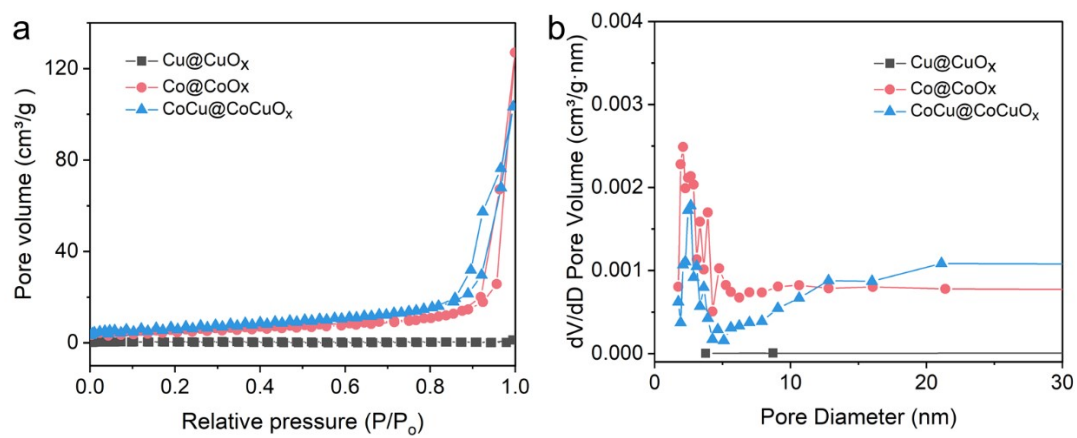 a
Pore volume (cm³/g )
120
80
40
0
Cu@CuOₓ
Co@CoOx
CoCu@CoCuOₓ
0.0 0.2 0.4 0.6 0.8 1.0
Relative pressure (P/Pₒ)
b
dV/dD Pore Volume (cm³/g·nm)
0.004
0.003
0.002
0.001
0.000
Cu@CuOₓ
Co@CoOx
CoCu@CoCuOₓ
0 10 20 30
Pore Diameter (nm)